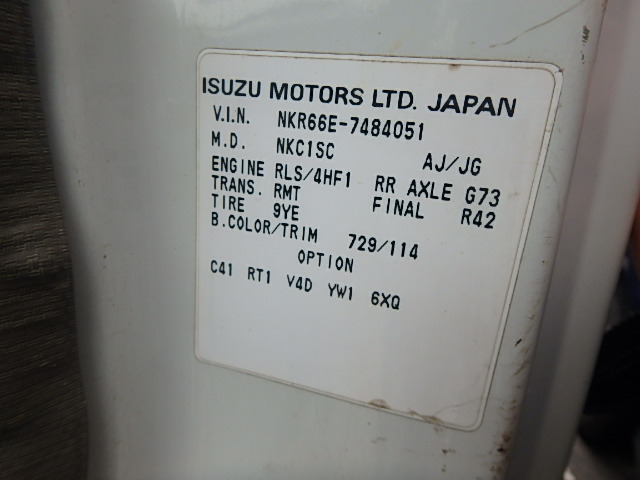 ISUZU MOTORS LTD. JAPAN
V.I.N. NKR66E-7484051
M.D. NKC1SC AJ/JG
ENGINE RLS/4HF1 RR AXLE G73
TRANS. RMT FINAL R42
TIRE 9YE
B.COLOR/TRIM 729/114
OPTION
C41 RT1 V4D YW1 6XQ